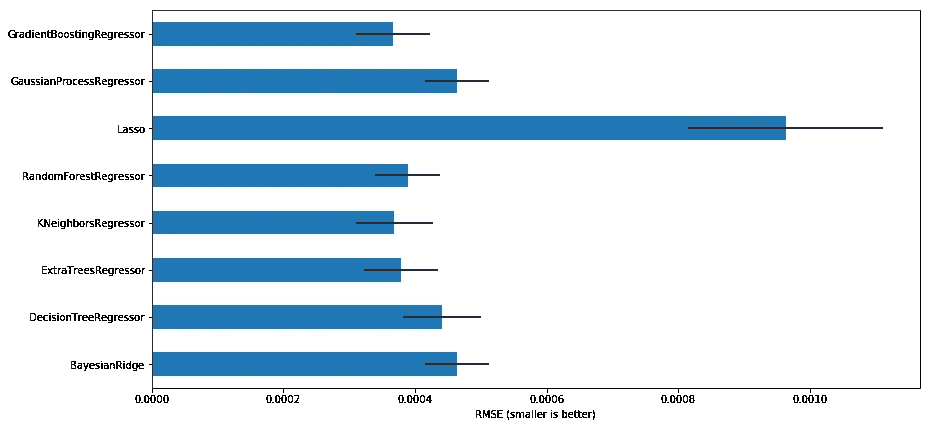 GradientBoostingRegressor
GaussianProcessRegressor
Lasso
RandomForestRegressor
KNeighborsRegressor
ExtraTreesRegressor
DecisionTreeRegressor
BayesianRidge
0.0000 0.0002 0.0004 0.0006 0.0008 0.0010
RMSE (smaller is better)